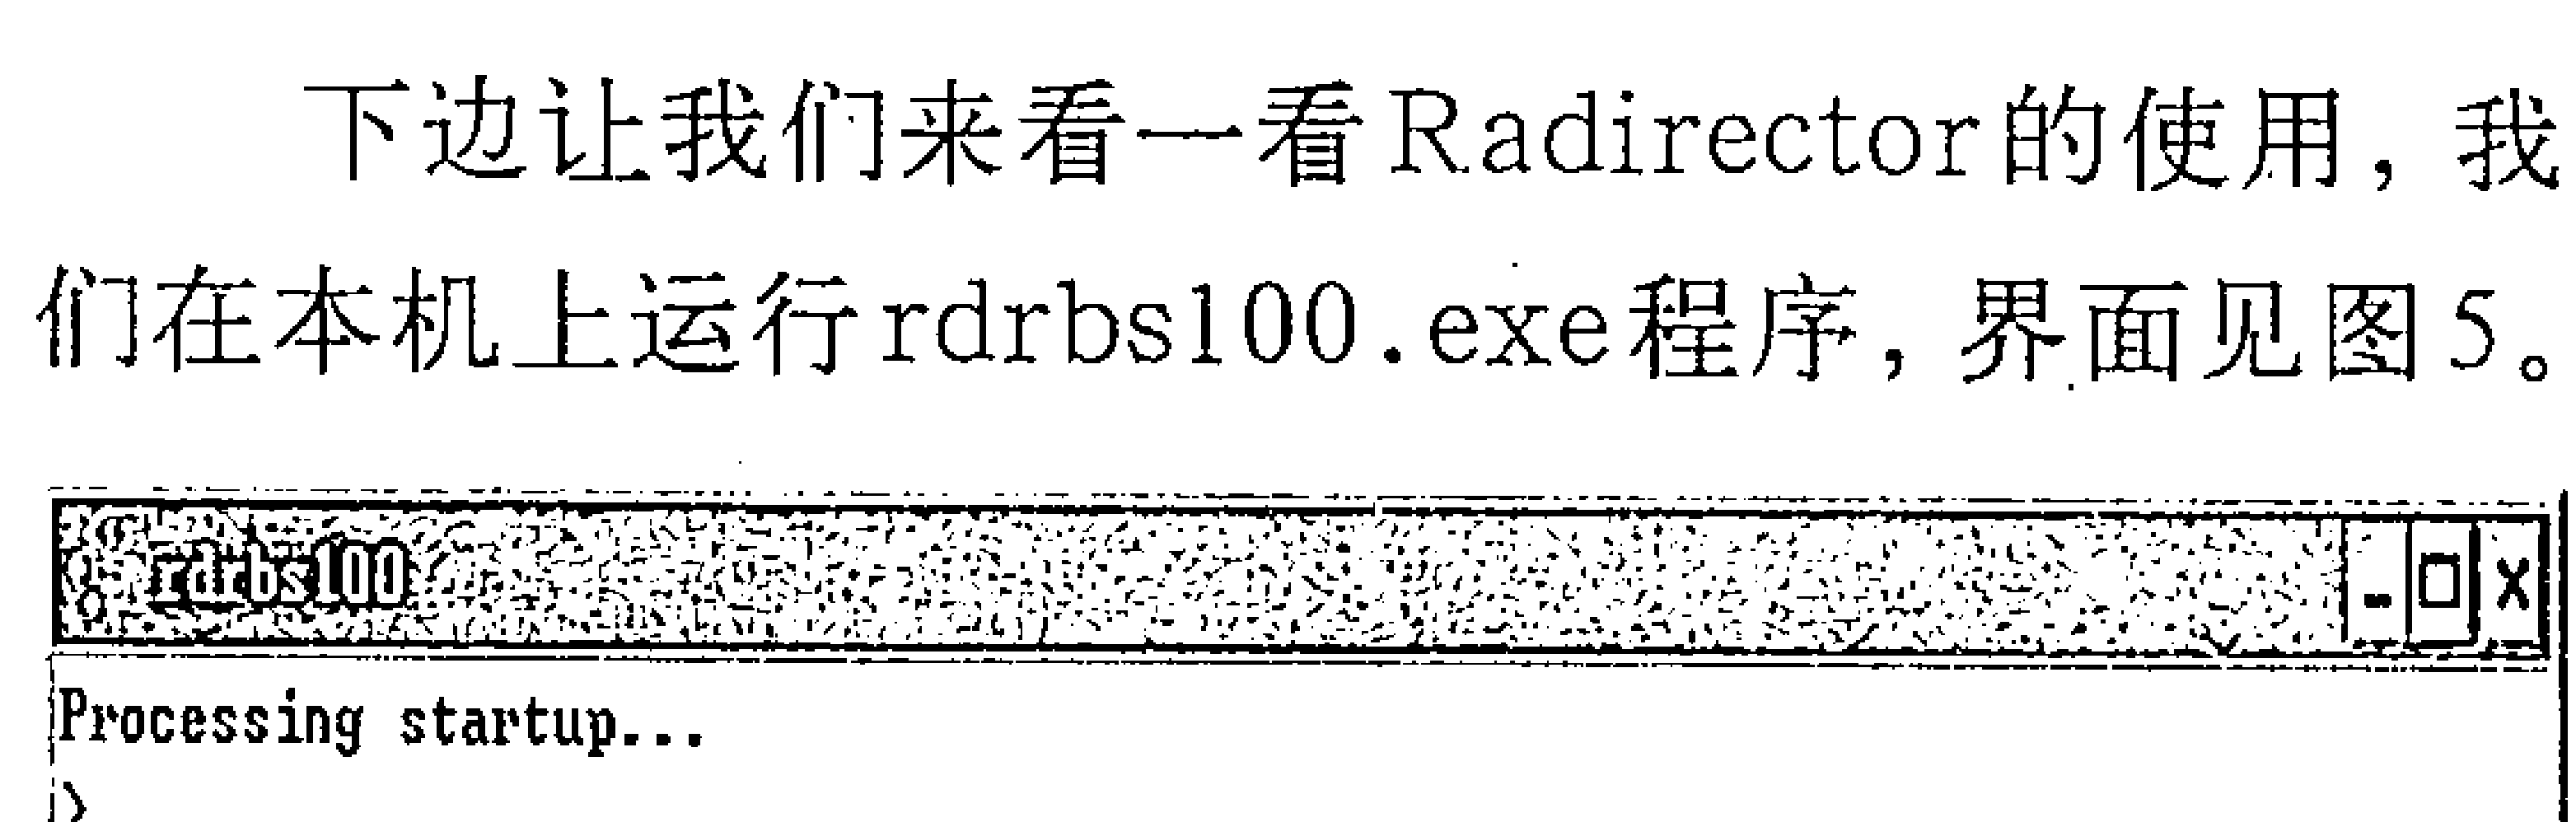 下边让我们来看一看Radirector的使用，我
们在本机上运行rdrbs100.exe程序，界面见图5。
rdrbs100
Processing startup...
>